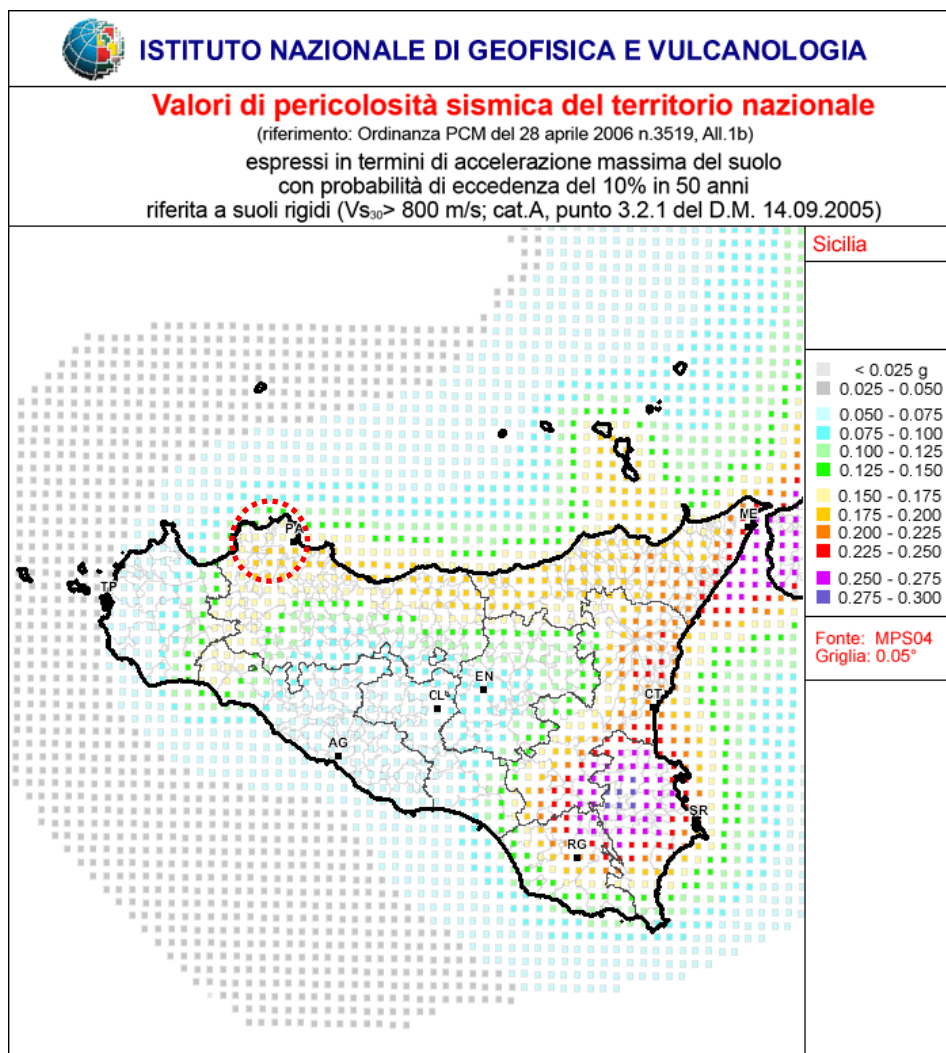 ISTITUTO NAZIONALE DI GEOFISICA E VULCANOLOGIA
Valori di pericolosità sismica del territorio nazionale
(riferimento: Ordinanza PCM del 28 aprile 2006 n.3519, All.1b)
espressi in termini di accelerazione massima del suolo
con probabilità di eccedenza del 10% in 50 anni
riferita a suoli rigidi (Vs₃₀> 800 m/s; cat.A, punto 3.2.1 del D.M. 14.09.2005)
Sicilia
< 0.025 g
0.025 - 0.050
0.050 - 0.075
0.075 - 0.100
0.100 - 0.125
0.125 - 0.150
0.150 - 0.175
0.175 - 0.200
0.200 - 0.225
0.225 - 0.250
0.250 - 0.275
0.275 - 0.300
Fonte: MPS04
Griglia: 0.05°
ME
PA
TP
EN
CL
CT
AG
SR
RG